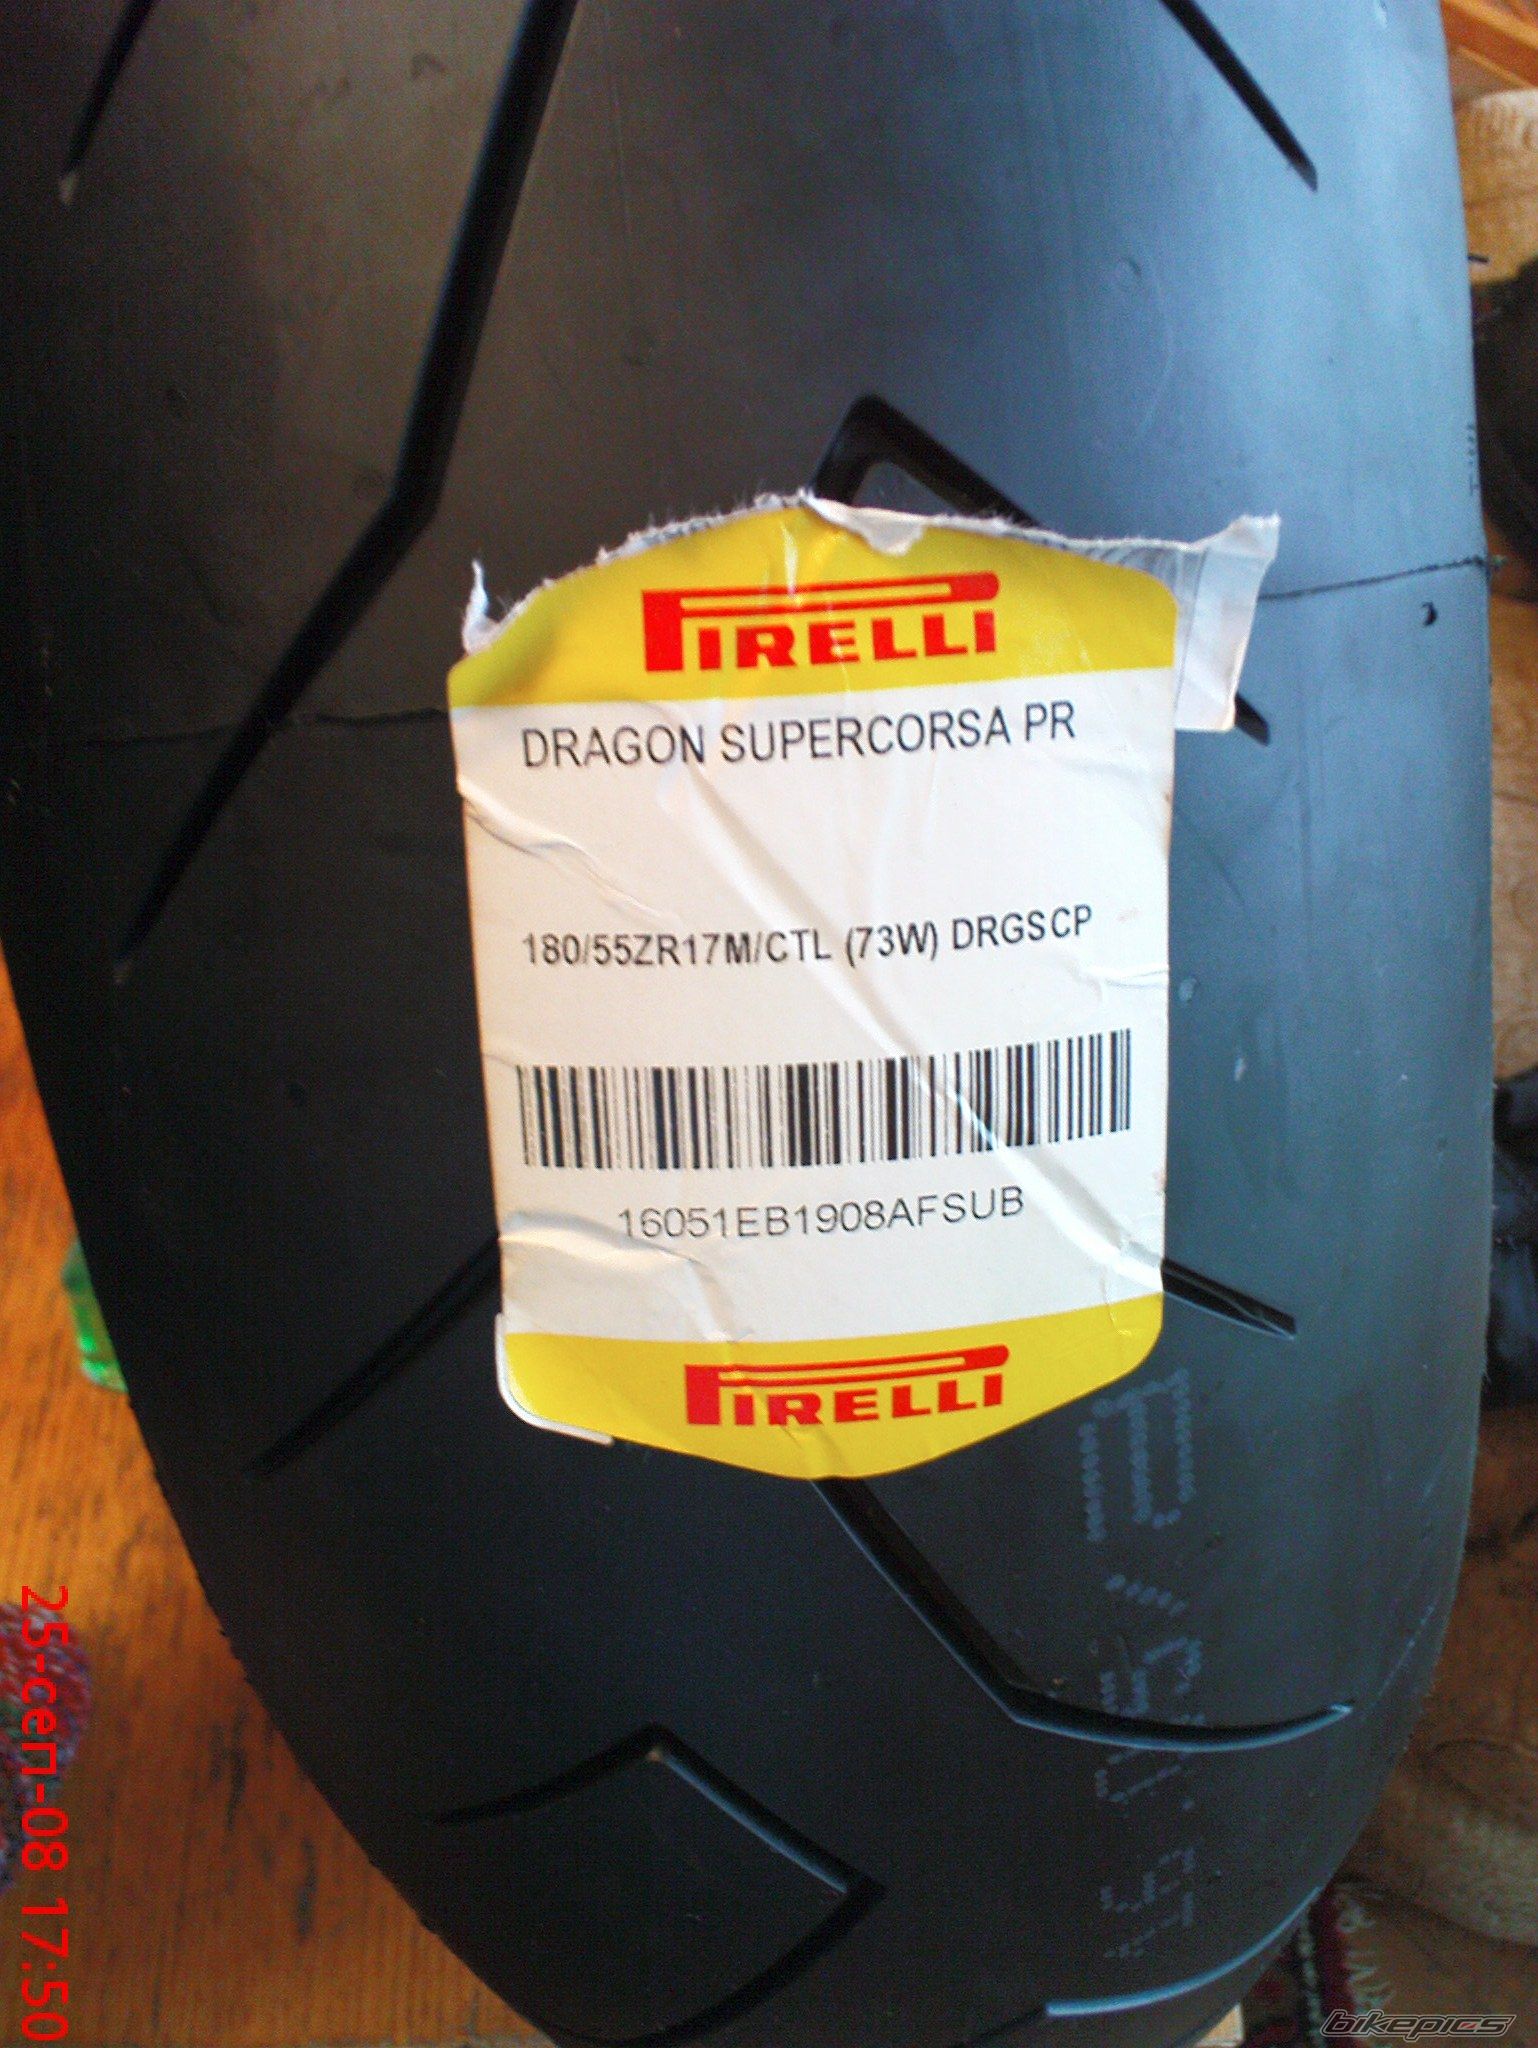 PIRELLI
DRAGON SUPERCORSA PR
180/55ZR17M/CTL (73W) DRGSCP
16051EB1908AFSUB
PIRELLI
25-сен-08 17:50
bikepics